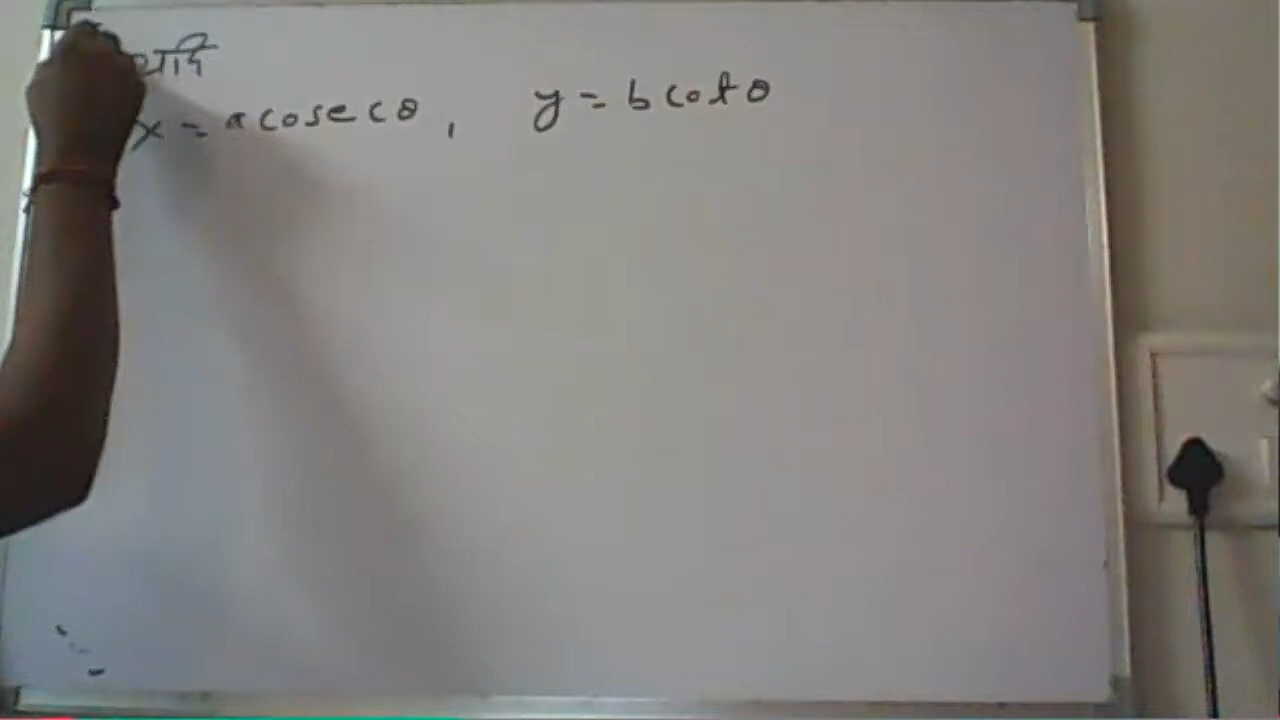 x = a cosec θ , y = b cot θ